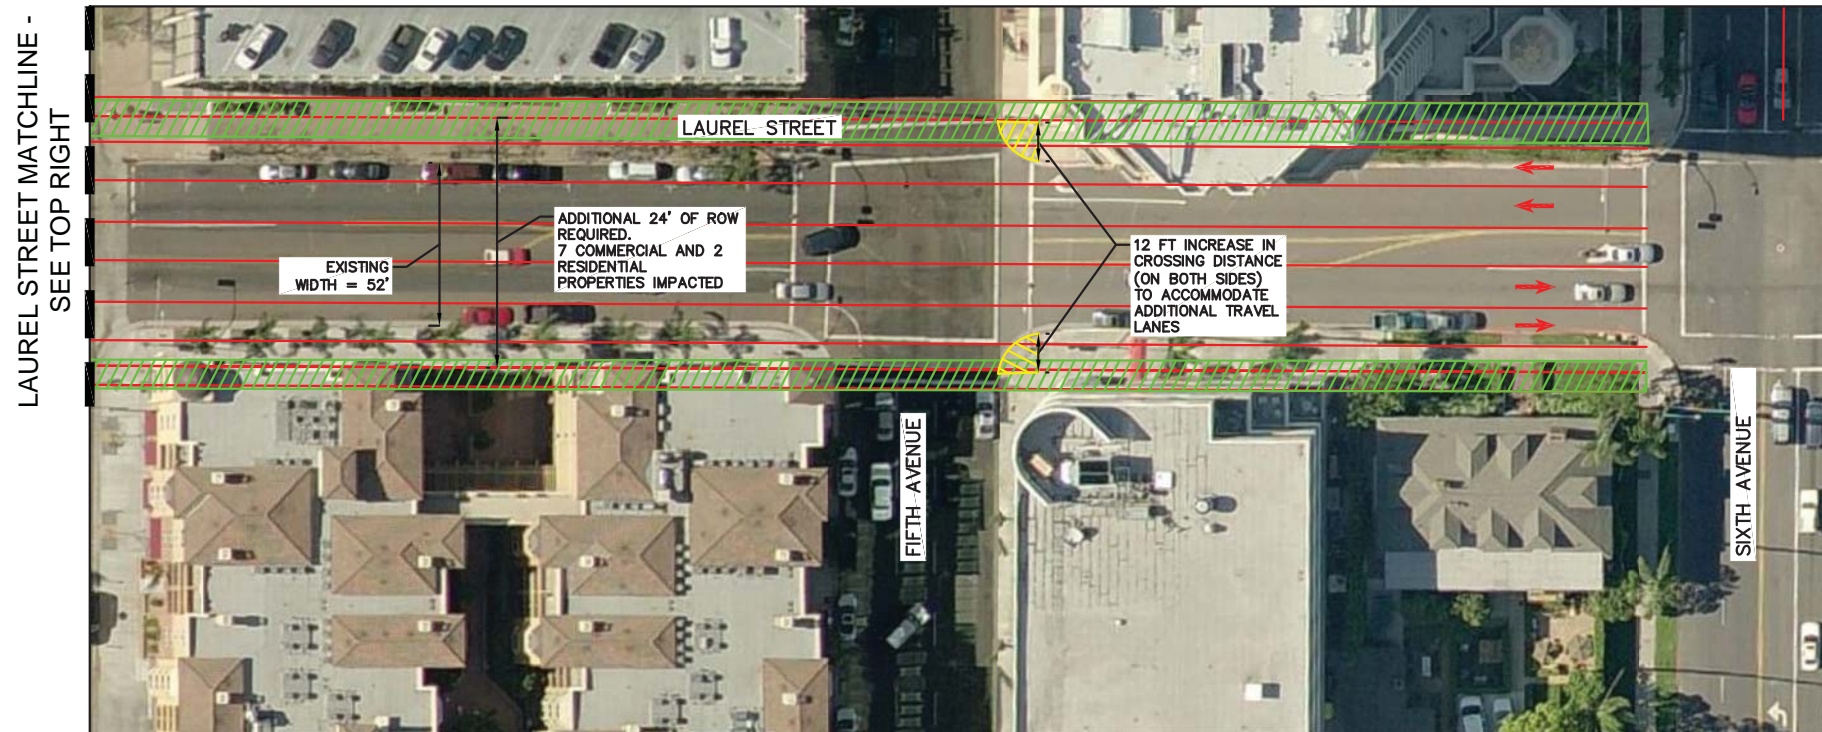 LAUREL STREET MATCHLINE -
SEE TOP RIGHT
LAUREL STREET
ADDITIONAL 24' OF ROW
REQUIRED.
7 COMMERCIAL AND 2
RESIDENTIAL
PROPERTIES IMPACTED
EXISTING
WIDTH = 52'
12 FT INCREASE IN
CROSSING DISTANCE
(ON BOTH SIDES)
TO ACCOMMODATE
ADDITIONAL TRAVEL
LANES
FIFTH AVENUE
SIXTH AVENUE